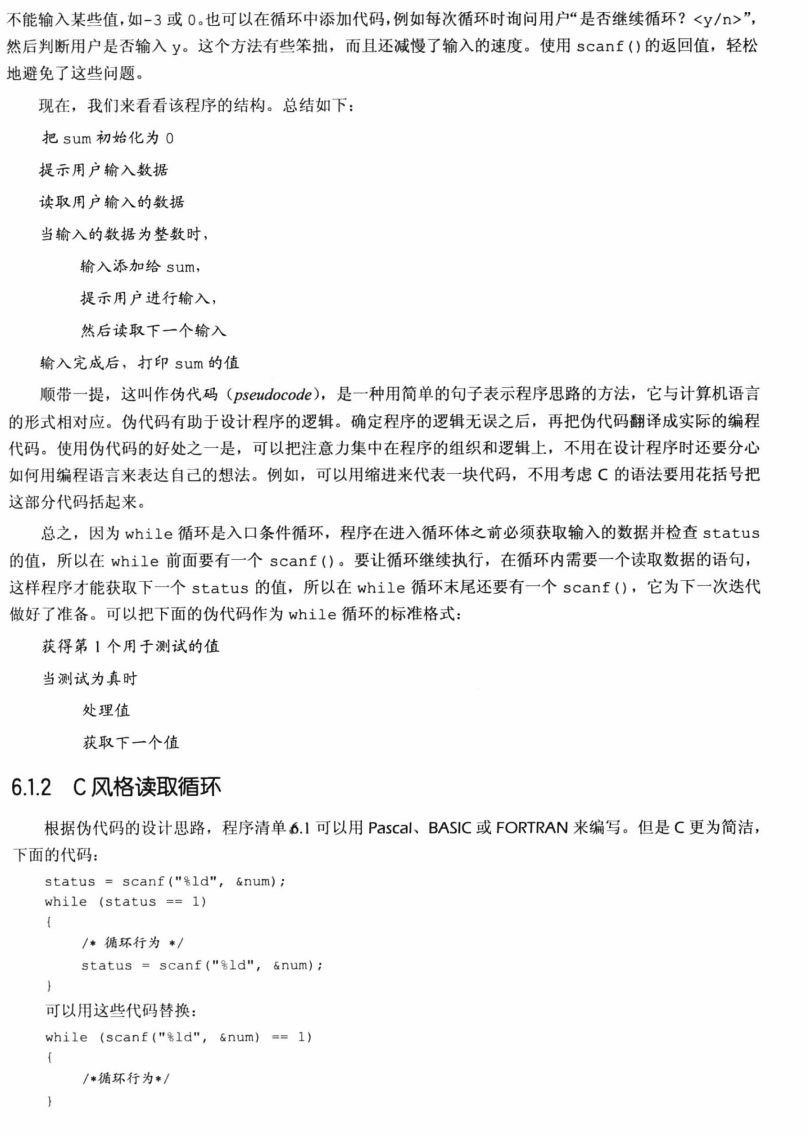 不能输入某些值,如-3 或 0。也可以在循环中添加代码,例如每次循环时询问用户“是否继续循环？<y/n>”,
然后判断用户是否输入 y。这个方法有些笨拙，而且还减慢了输入的速度。使用 scanf()的返回值，轻松
地避免了这些问题。
现在，我们来看看该程序的结构。总结如下：
把 sum 初始化为 0
提示用户输入数据
读取用户输入的数据
当输入的数据为整数时，
输入添加给 sum，
提示用户进行输入，
然后读取下一个输入
输入完成后，打印 sum 的值
顺带一提，这叫作伪代码（pseudocode），是一种用简单的句子表示程序思路的方法，它与计算机语言
的形式相对应。伪代码有助于设计程序的逻辑。确定程序的逻辑无误之后，再把伪代码翻译成实际的编程
代码。使用伪代码的好处之一是，可以把注意力集中在程序的组织和逻辑上，不用在设计程序时还要分心
如何用编程语言来表达自己的想法。例如，可以用缩进来代表一块代码，不用考虑 C 的语法要用花括号把
这部分代码括起来。
总之，因为 while 循环是入口条件循环，程序在进入循环体之前必须获取输入的数据并检查 status
的值，所以在 while 前面要有一个 scanf()。要让循环继续执行，在循环内需要一个读取数据的语句，
这样程序才能获取下一个 status 的值，所以在 while 循环末尾还要有一个 scanf()，它为下一次迭代
做好了准备。可以把下面的伪代码作为 while 循环的标准格式：
获得第 1 个用于测试的值
当测试为真时
处理值
获取下一个值
6.1.2 C 风格读取循环
根据伪代码的设计思路，程序清单 6.1 可以用 Pascal、BASIC 或 FORTRAN 来编写。但是 C 更为简洁，
下面的代码：
status = scanf("%ld", &num);
while (status == 1)
{
/* 循环行为 */
status = scanf("%ld", &num);
}
可以用这些代码替换：
while (scanf("%ld", &num) == 1)
{
/*循环行为*/
}